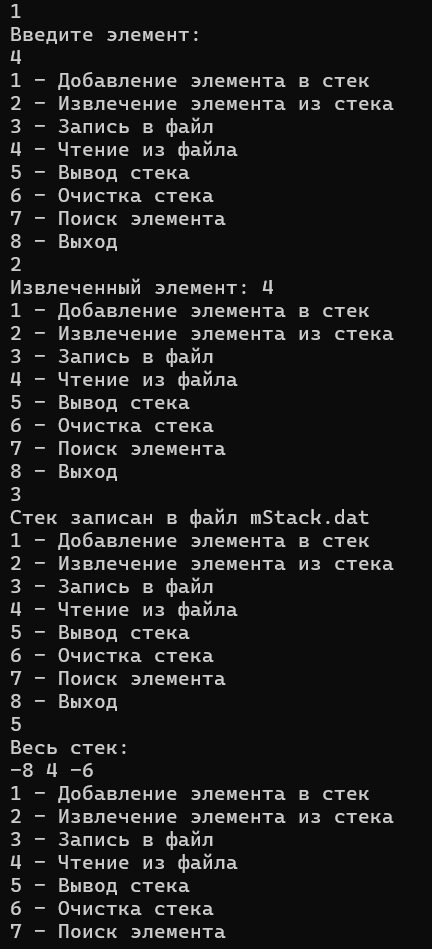 1
Введите элемент:
4
1 - Добавление элемента в стек
2 - Извлечение элемента из стека
3 - Запись в файл
4 - Чтение из файла
5 - Вывод стека
6 - Очистка стека
7 - Поиск элемента
8 - Выход
2
Извлеченный элемент: 4
1 - Добавление элемента в стек
2 - Извлечение элемента из стека
3 - Запись в файл
4 - Чтение из файла
5 - Вывод стека
6 - Очистка стека
7 - Поиск элемента
8 - Выход
3
Стек записан в файл mStack.dat
1 - Добавление элемента в стек
2 - Извлечение элемента из стека
3 - Запись в файл
4 - Чтение из файла
5 - Вывод стека
6 - Очистка стека
7 - Поиск элемента
8 - Выход
5
Весь стек:
-8 4 -6
1 - Добавление элемента в стек
2 - Извлечение элемента из стека
3 - Запись в файл
4 - Чтение из файла
5 - Вывод стека
6 - Очистка стека
7 - Поиск элемента